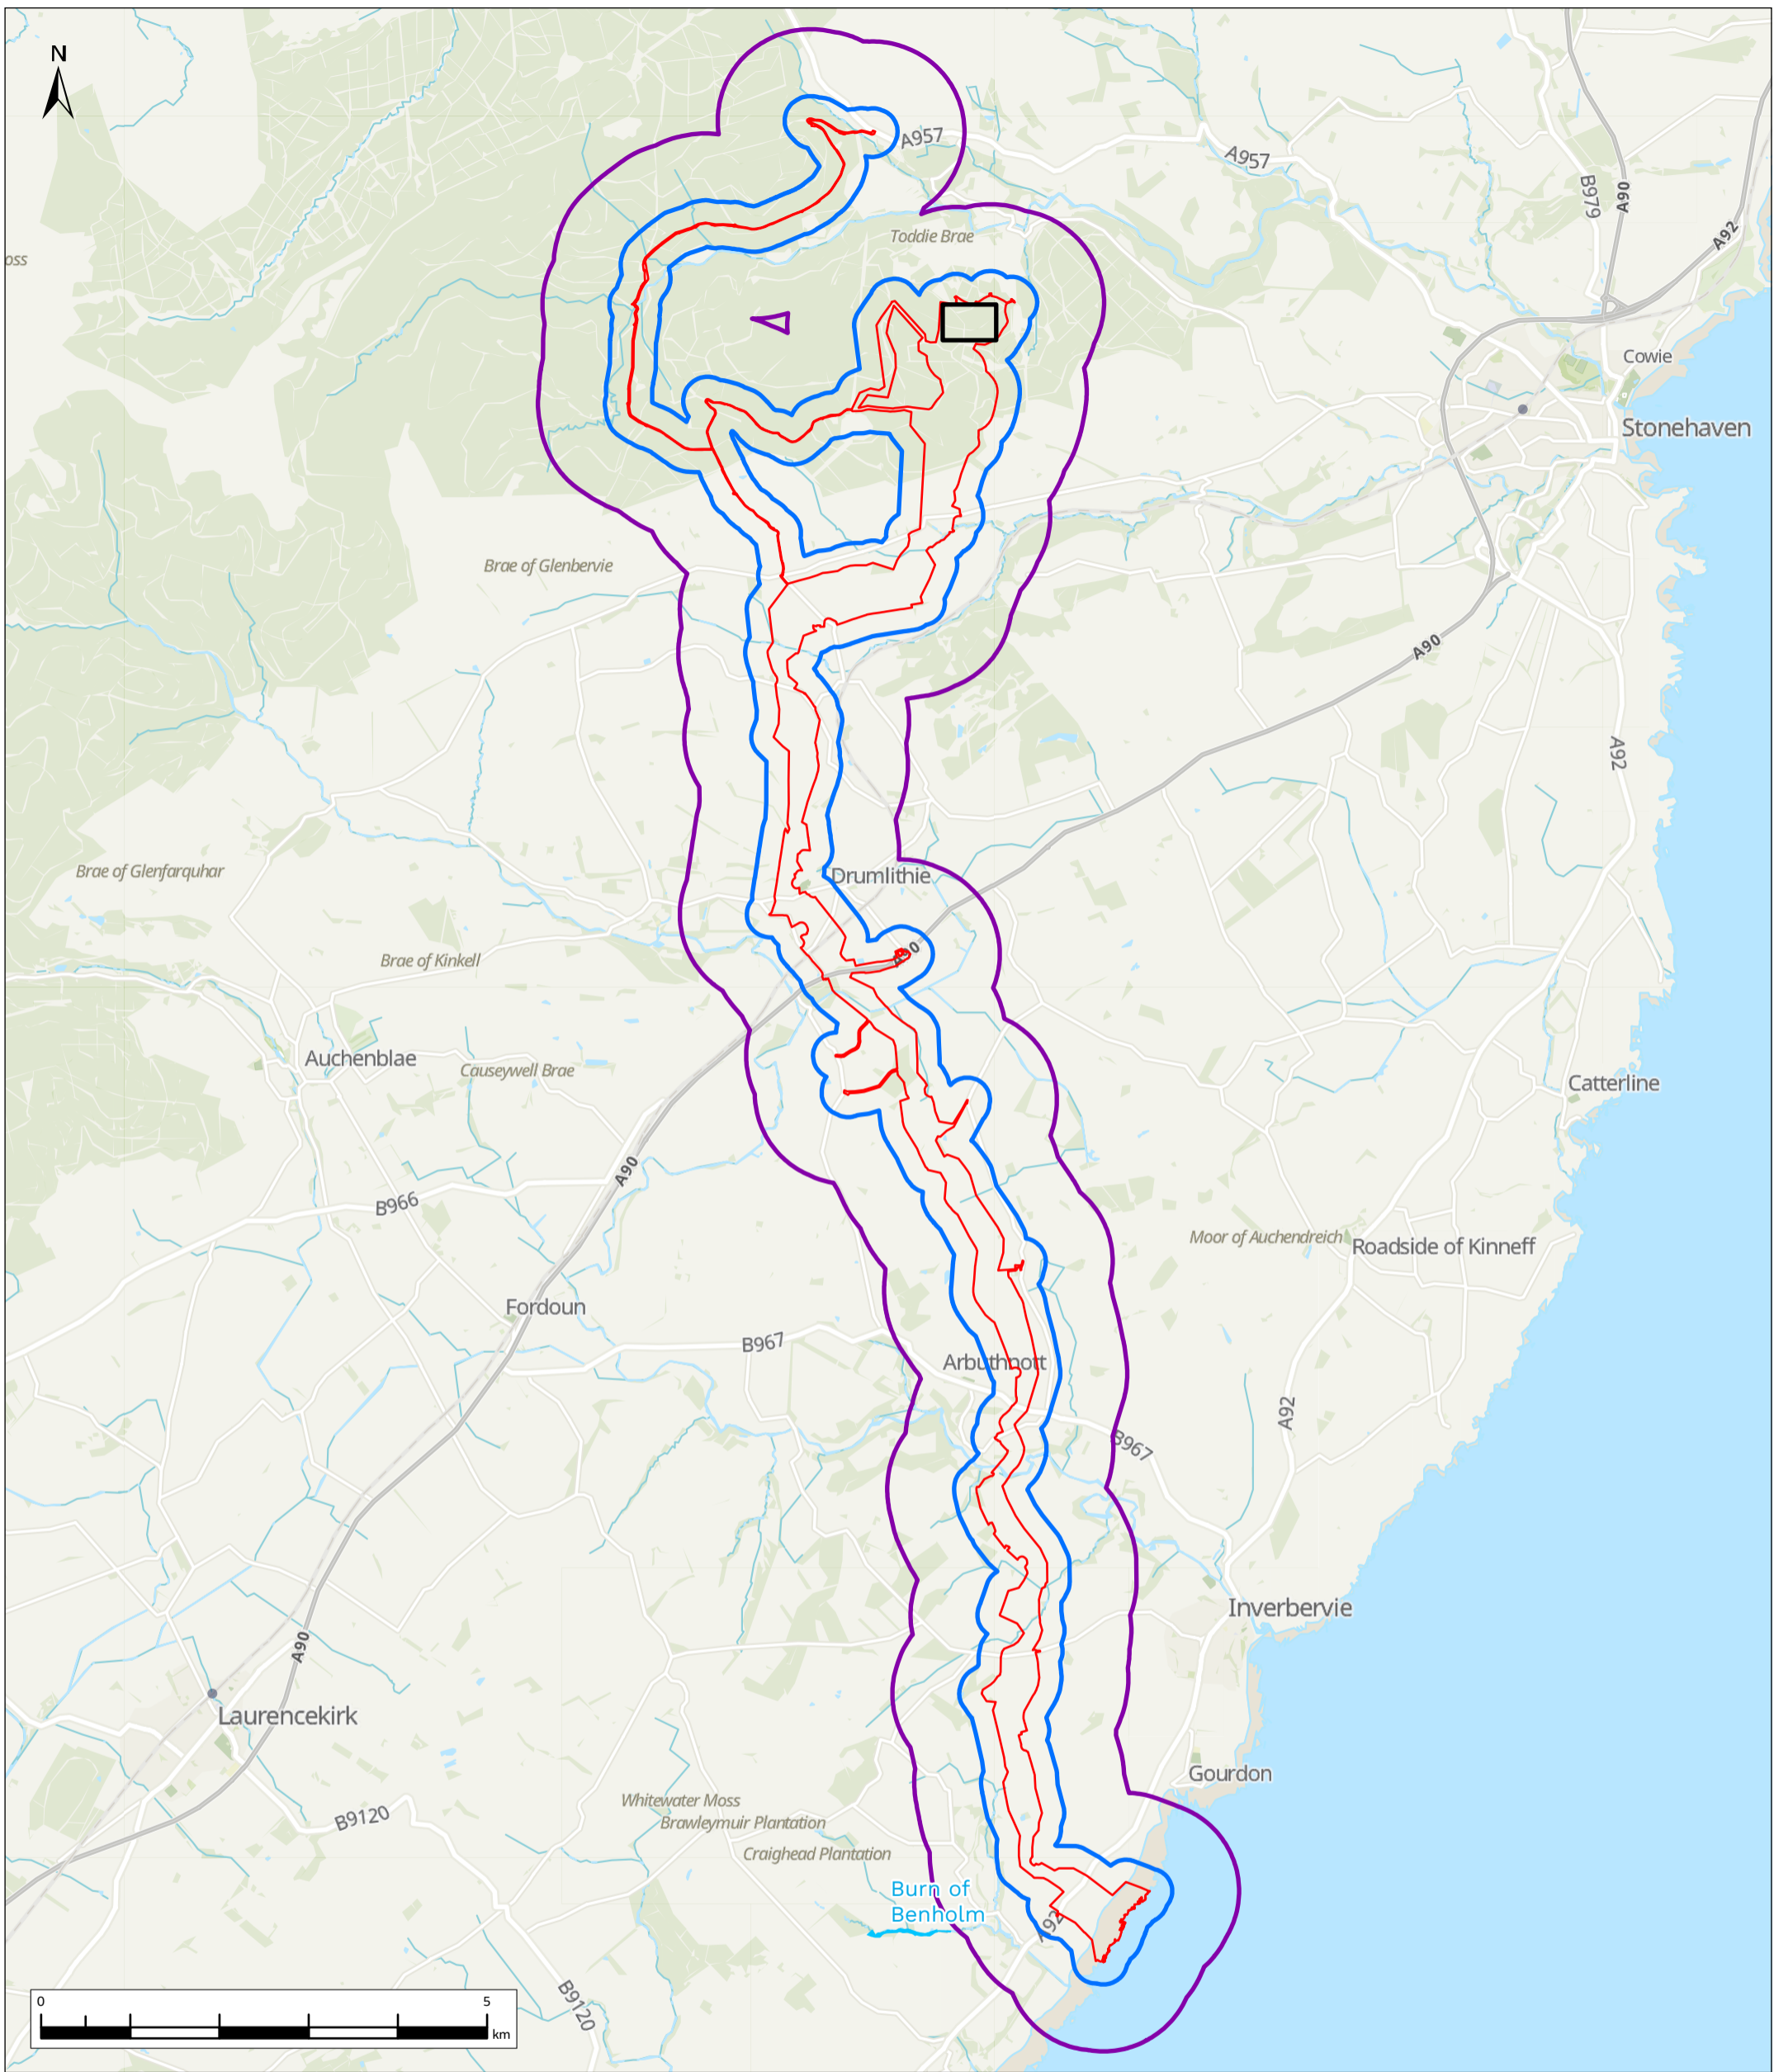 N
A957
A957
B979
A90
A92
Toddie Brae
oss
Cowie
Stonehaven
Brae of Glenbervie
A90
A92
Brae of Glenfarquhar
Drumlithie
A90
Brae of Kinkell
Auchenblae
Causeywell Brae
Catterline
A90
B966
Moor of Auchendreich
Roadside of Kinneff
Fordoun
B967
Arbuthnott
A92
B967
Inverbervie
A90
Laurencekirk
Gourdon
Whitewater Moss
B9120
Brawleymuir Plantation
Craighead Plantation
Burn of
Benholm
A92
B9120
0 5
km